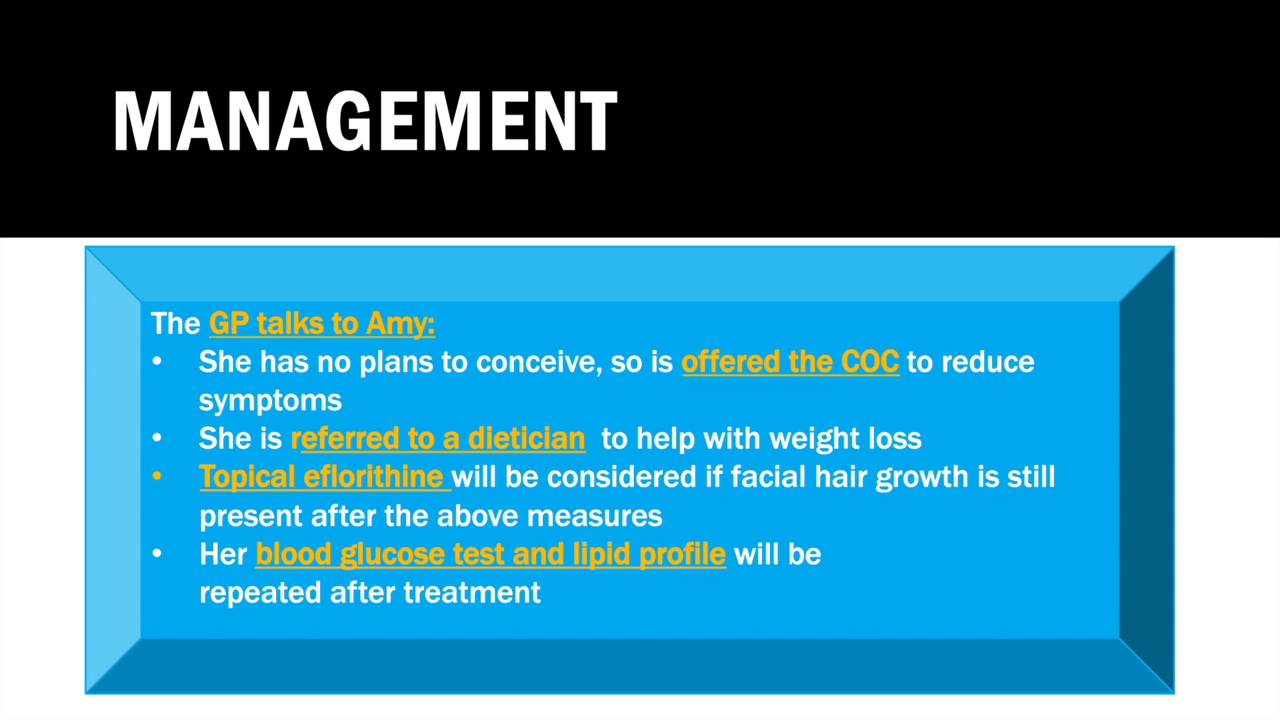 MANAGEMENT
The GP talks to Amy:
• She has no plans to conceive, so is offered the COC to reduce
symptoms
• She is referred to a dietician to help with weight loss
• Topical eflorithine will be considered if facial hair growth is still
present after the above measures
• Her blood glucose test and lipid profile will be
repeated after treatment